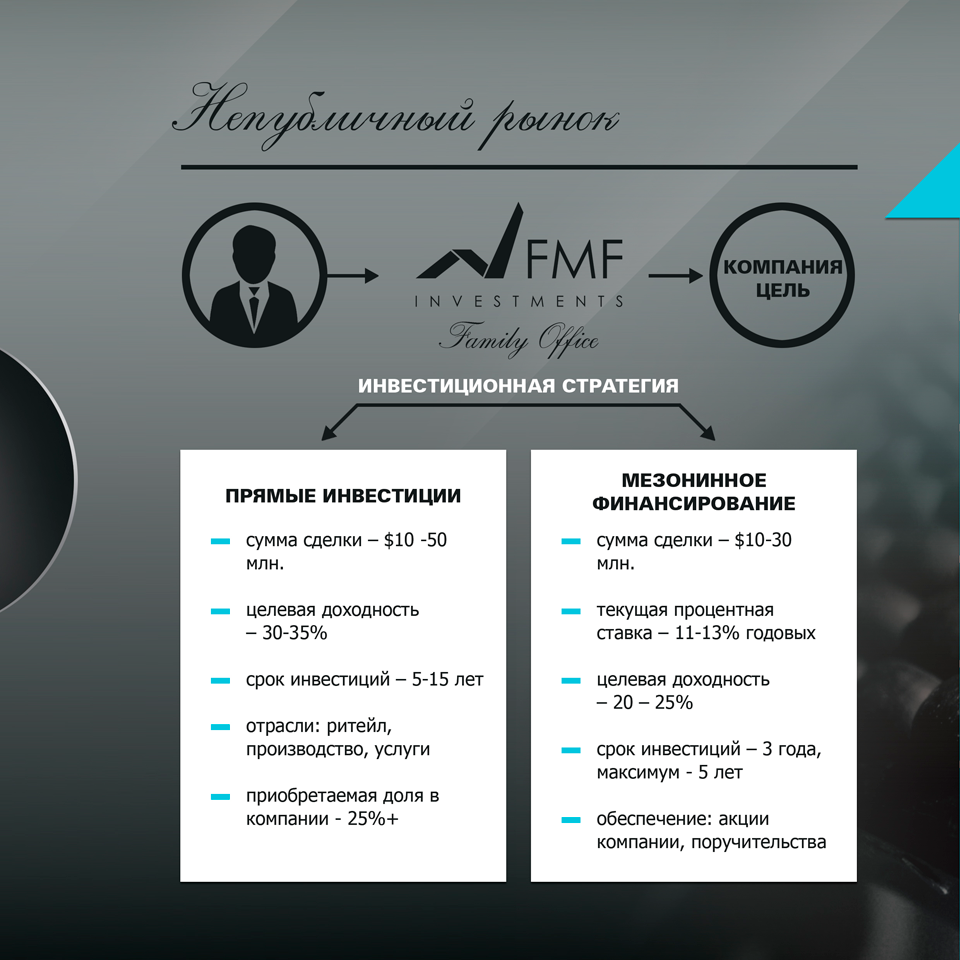 Непубличный рынок
FMF
INVESTMENTS
Family Office
КОМПАНИЯ
ЦЕЛЬ
ИНВЕСТИЦИОННАЯ СТРАТЕГИЯ
ПРЯМЫЕ ИНВЕСТИЦИИ
сумма сделки – $10 -50
млн.
целевая доходность
– 30-35%
срок инвестиций – 5-15 лет
отрасли: ритейл,
производство, услуги
приобретаемая доля в
компании - 25%+
МЕЗОНИННОЕ
ФИНАНСИРОВАНИЕ
сумма сделки – $10-30
млн.
текущая процентная
ставка – 11-13% годовых
целевая доходность
– 20 – 25%
срок инвестиций – 3 года,
максимум - 5 лет
обеспечение: акции
компании, поручительства